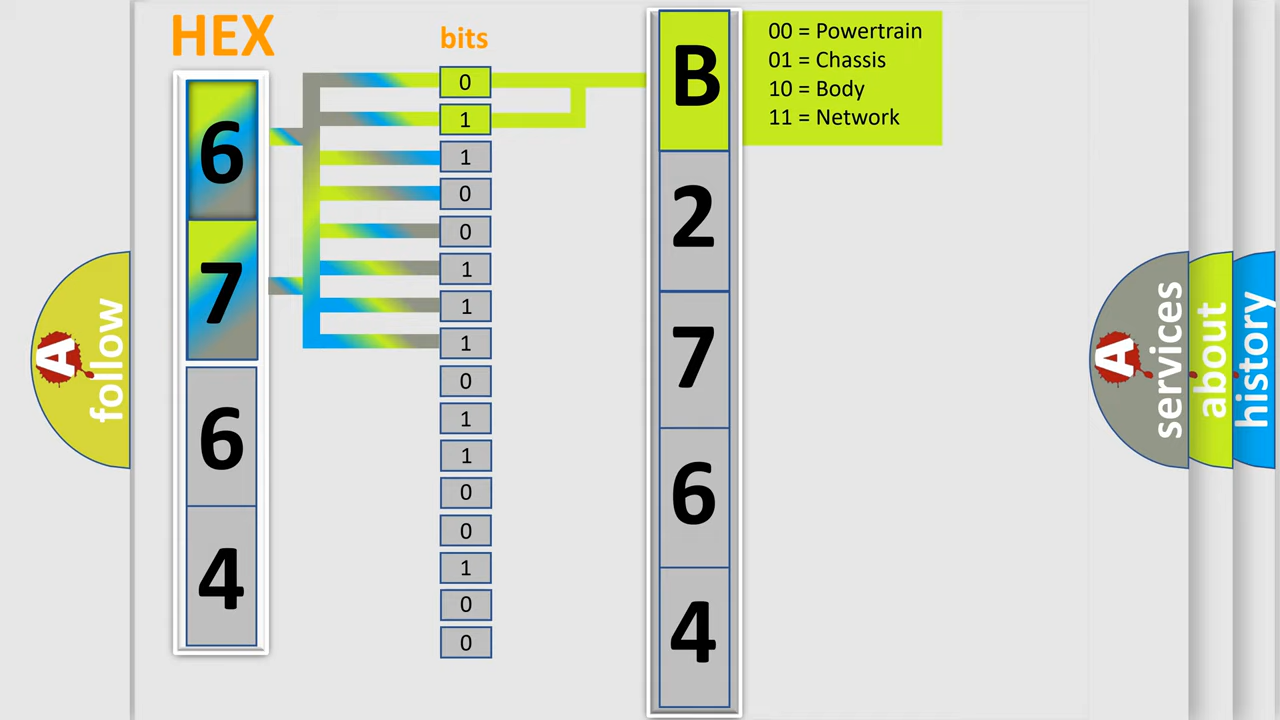 HEX
bits
6
7
6
4
0
1
1
0
0
1
1
1
0
1
1
0
0
1
0
0
B
2
7
6
4
00 = Powertrain
01 = Chassis
10 = Body
11 = Network
A
follow
A
services
about
history